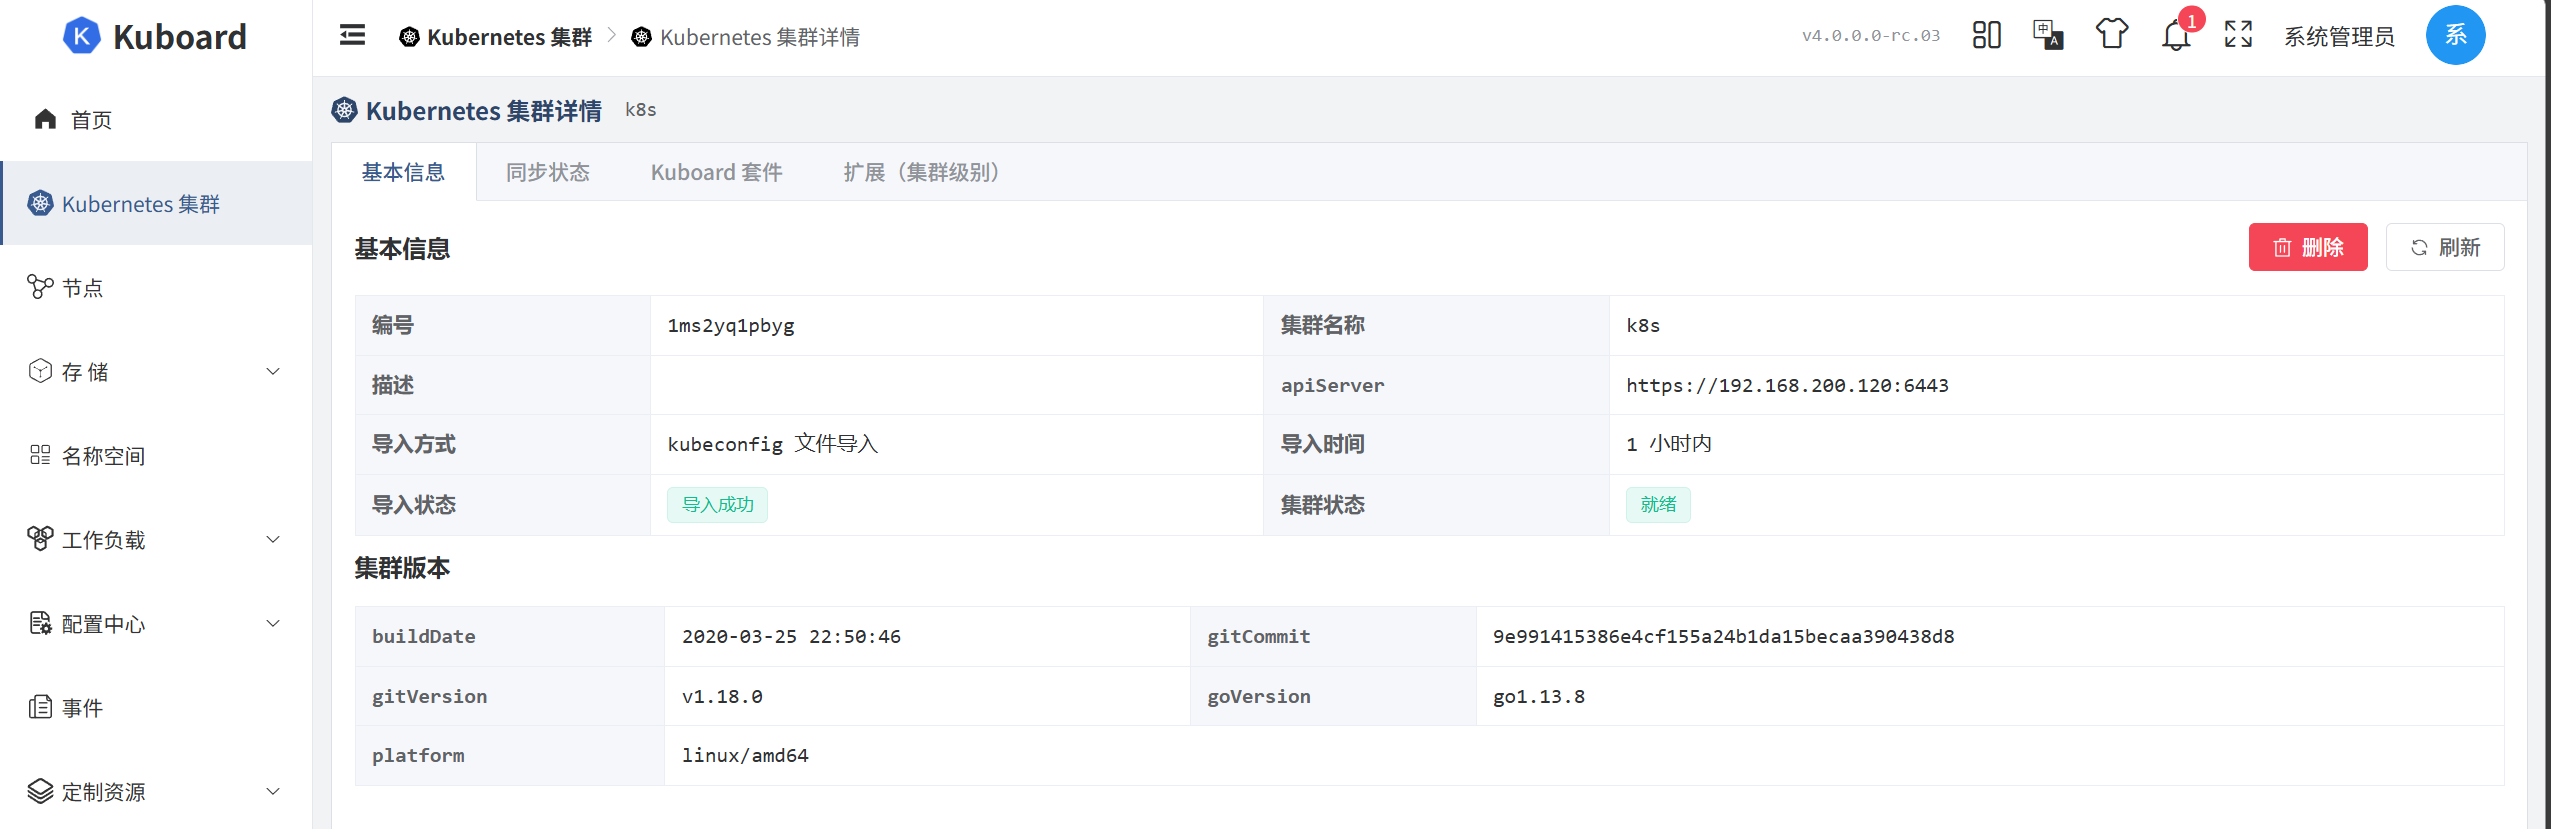 Kuboard
Kubernetes 集群
Kubernetes 集群详情
v4.0.0.0-rc.03
中
A
1
系统管理员
系
首页
Kubernetes 集群
节点
存 储
名称空间
工作负载
配置中心
事件
定制资源
Kubernetes 集群详情 k8s
基本信息 同步状态 Kuboard 套件 扩展（集群级别）
基本信息
删除 刷新
编号 1ms2yq1pbyg 集群名称 k8s
描述 apiServer https://192.168.200.120:6443
导入方式 kubeconfig 文件导入 导入时间 1 小时内
导入状态 导入成功 集群状态 就绪
集群版本
buildDate 2020-03-25 22:50:46 gitCommit 9e991415386e4cf155a24b1da15becaa390438d8
gitVersion v1.18.0 goVersion go1.13.8
platform linux/amd64